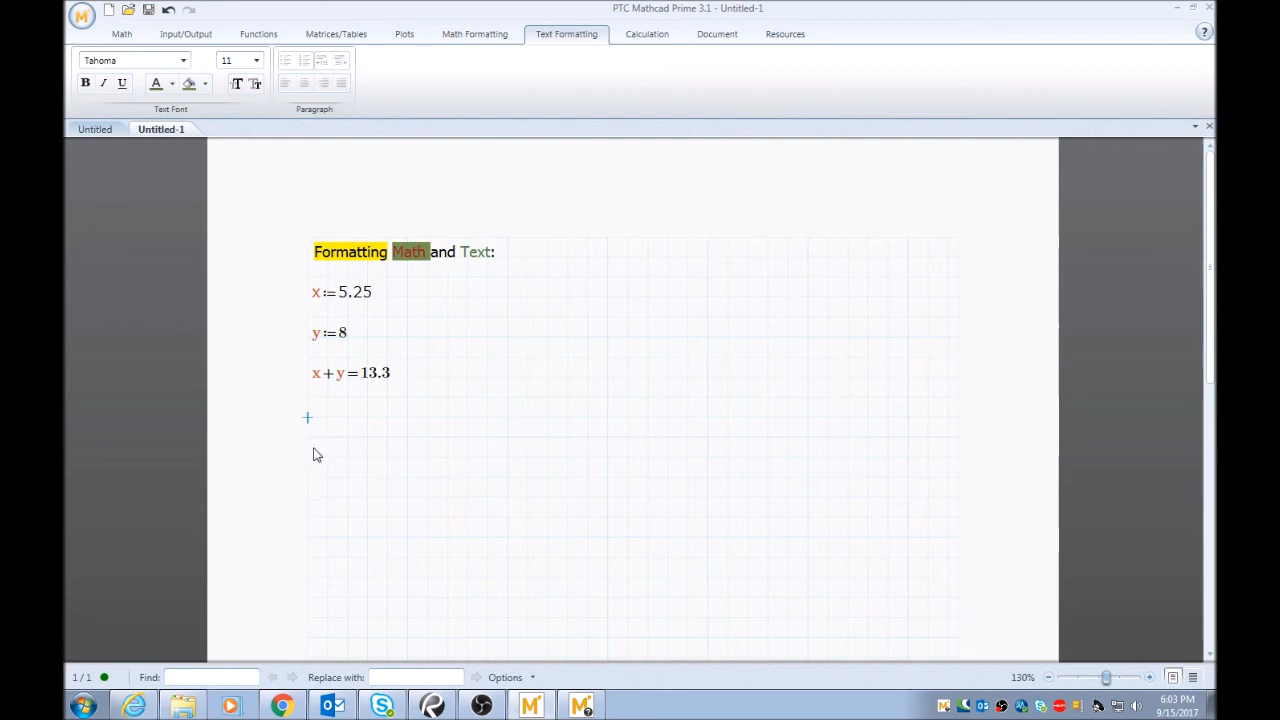 PTC Mathcad Prime 3.1 - Untitled-1
Math Input/Output Functions Matrices/Tables Plots Math Formatting Text Formatting Calculation Document Resources
Tahoma 11
B I U A
Text Font Paragraph
Untitled Untitled-1
Formatting Math and Text:
x:=5.25
y:=8
x+y=13.3
1 / 1 Find: Replace with: Options 130%
6:03 PM
9/15/2017